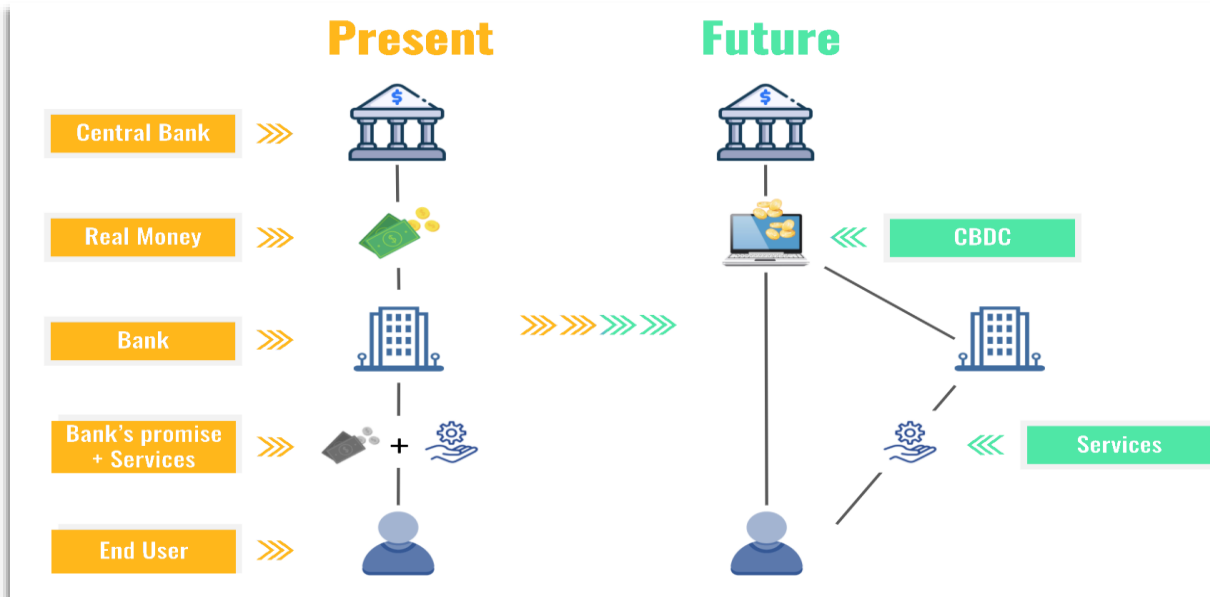 Present
Future
Central Bank
Real Money
CBDC
Bank
Bank's promise
+ Services
+
Services
End User